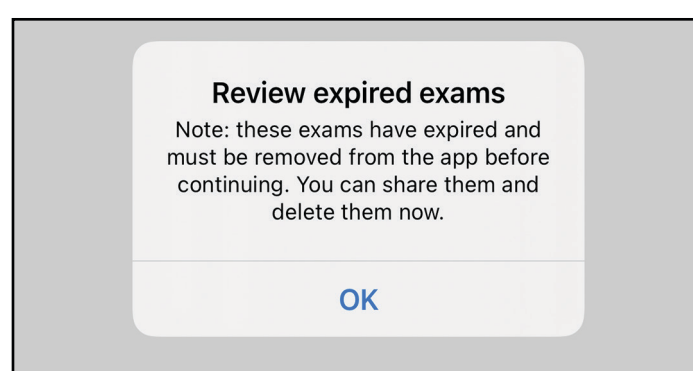 Review expired exams
Note: these exams have expired and
must be removed from the app before
continuing. You can share them and
delete them now.
OK